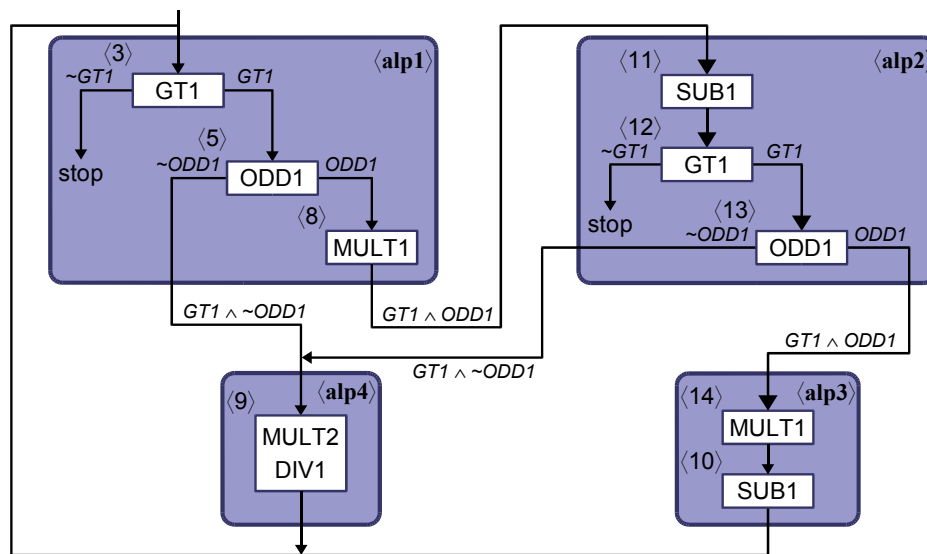 ⟨3⟩
⟨alp1⟩
~GT1
GT1
GT1
⟨5⟩
stop
~ODD1
ODD1
ODD1
⟨8⟩
MULT1
GT1 ∧ ~ODD1
GT1 ∧ ODD1
⟨11⟩
⟨alp2⟩
SUB1
⟨12⟩
~GT1
GT1
GT1
stop
⟨13⟩
~ODD1
ODD1
ODD1
GT1 ∧ ODD1
GT1 ∧ ~ODD1
⟨9⟩
⟨alp4⟩
MULT2
DIV1
⟨14⟩
⟨alp3⟩
MULT1
⟨10⟩
SUB1